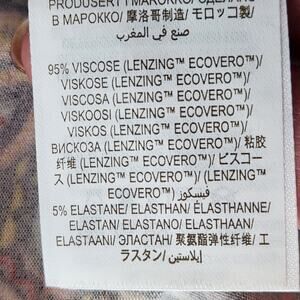 PRODUSERT I MAROKKO/ СДЕЛАНО
В МАРОККО/ 摩洛哥制造/ モロッコ製/
صنع في المغرب
95% VISCOSE (LENZING™ ECOVERO™)/
VISKOSE (LENZING™ ECOVERO™)/
VISCOSA (LENZING™ ECOVERO™)/
VISKOOSI (LENZING™ ECOVERO™)/
VISKOS (LENZING™ ECOVERO™)/
ВИСКОЗА (LENZING™ ECOVERO™)/ 粘胶
纤维 (LENZING™ ECOVERO™)/ ビスコー
ス (LENZING™ ECOVERO™)/ (LENZING™
ECOVERO™) فيسكوز
5% ELASTANE/ ELASTHAN/ ÉLASTHANNE/
ELASTAN/ ELASTANO/ ELASTHAAN/
ELASTAANI/ ЭЛАСТАН/ 聚氨酯弹性纤维/ エ
ラスタン/ إيلاستين